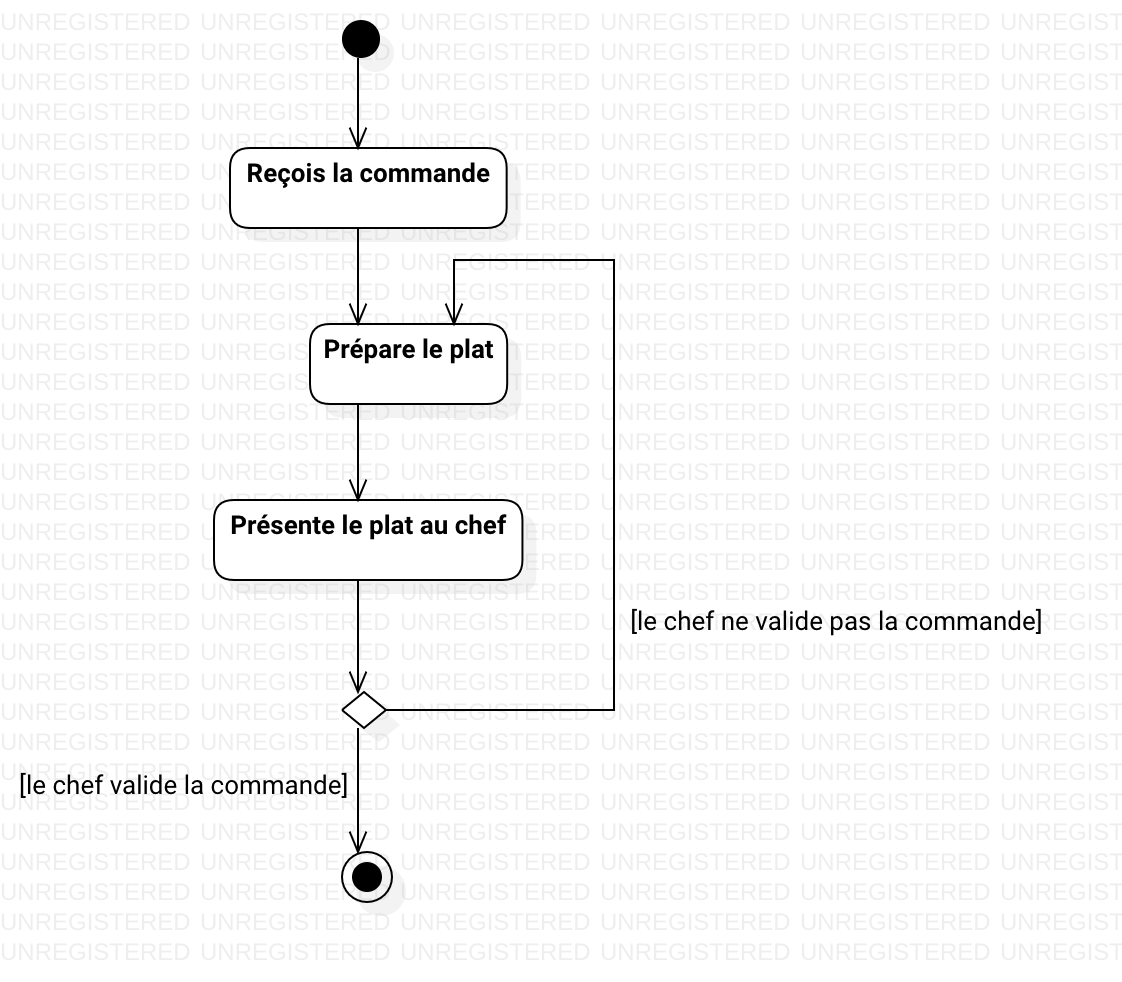 UNREGISTERED UNREGISTERED UNREGISTERED UNREGISTERED UNREGISTERED UNREGIST
Reçois la commande
Prépare le plat
Présente le plat au chef
[le chef ne valide pas la commande]
[le chef valide la commande]